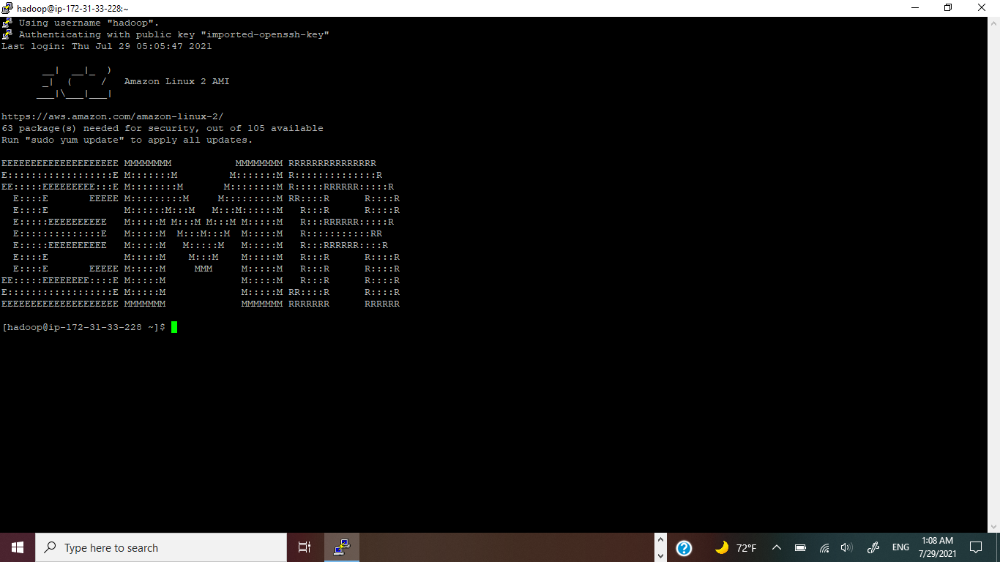 hadoop@ip-172-31-33-228:~
Using username "hadoop".
Authenticating with public key "imported-openssh-key"
Last login: Thu Jul 29 05:05:47 2021
       __|  __|_  )
       _|  (     /   Amazon Linux 2 AMI
      ___|\___|___|
https://aws.amazon.com/amazon-linux-2/
63 package(s) needed for security, out of 105 available
Run "sudo yum update" to apply all updates.
EEEEEEEEEEEEEEEEEEEE MMMMMMMM           MMMMMMMM RRRRRRRRRRRRRRR
E::::::::::::::::::E M:::::::M         M:::::::M R::::::::::::::R
EE:::::EEEEEEEEE:::E M::::::::M       M::::::::M R:::::RRRRRR:::::R
  E::::E       EEEEE M:::::::::M     M:::::::::M RR::::R      R::::R
  E::::E             M::::::M:::M   M:::M::::::M   R:::R      R::::R
  E:::::EEEEEEEEEE   M:::::M M:::M M:::M M:::::M   R:::RRRRRR:::::R
  E::::::::::::::E   M:::::M  M:::M:::M  M:::::M   R:::::::::::RR
  E:::::EEEEEEEEEE   M:::::M   M:::::M   M:::::M   R:::RRRRRR::::R
  E::::E             M:::::M    M:::M    M:::::M   R:::R      R::::R
  E::::E       EEEEE M:::::M     MMM     M:::::M   R:::R      R::::R
EE:::::EEEEEEEE::::E M:::::M             M:::::M   R:::R      R::::R
E::::::::::::::::::E M:::::M             M:::::M RR::::R      R::::R
EEEEEEEEEEEEEEEEEEEE MMMMMMM             MMMMMMM RRRRRRR      RRRRRR
[hadoop@ip-172-31-33-228 ~]$
Type here to search
72°F
ENG
1:08 AM
7/29/2021